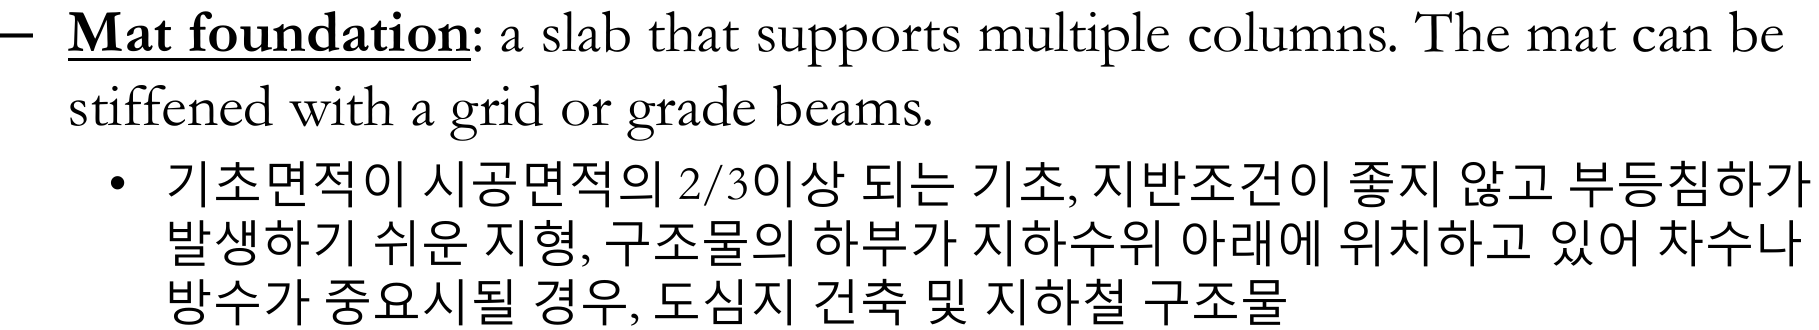 – Mat foundation: a slab that supports multiple columns. The mat can be
stiffened with a grid or grade beams.
• 기초면적이 시공면적의 2/3이상 되는 기초, 지반조건이 좋지 않고 부등침하가
발생하기 쉬운 지형, 구조물의 하부가 지하수위 아래에 위치하고 있어 차수나
방수가 중요시될 경우, 도심지 건축 및 지하철 구조물